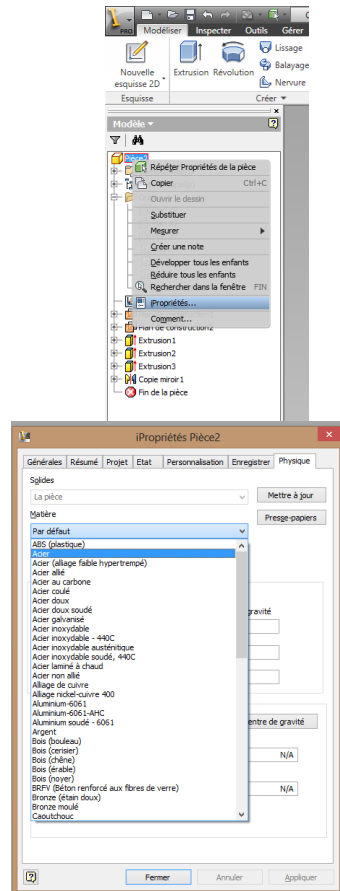 PRO
Modéliser Inspecter Outils Gérer
Nouvelle
esquisse 2D
Extrusion Révolution
Lissage
Balayage
Nervure
Esquisse Créer
Modèle
Pièce2
Répéter Propriétés de la pièce
Copier Ctrl+C
Ouvrir le dessin
Substituer
Mesurer
Créer une note
Développer tous les enfants
Réduire tous les enfants
Rechercher dans la fenêtre FIN
iPropriétés...
Comment...
Plan de construction2
Extrusion1
Extrusion2
Extrusion3
Copie miroir1
Fin de la pièce
iPropriétés Pièce2
Générales Résumé Projet Etat Personnalisation Enregistrer Physique
Solides
La pièce Mettre à jour
Matière Presse-papiers
Par défaut
ABS (plastique)
Acier
Acier (alliage faible hypertrempé)
Acier allié
Acier au carbone
Acier coulé
Acier doux
Acier doux soudé
Acier galvanisé
Acier inoxydable
Acier inoxydable - 440C
Acier inoxydable austénitique
Acier inoxydable soudé, 440C
Acier laminé à chaud
Acier non allié
Alliage de cuivre
Alliage nickel-cuivre 400
Aluminium-6061
Aluminium-6061-AHC
Aluminium soudé - 6061
Argent
Bois (bouleau)
Bois (cerisier)
Bois (chêne)
Bois (érable)
Bois (noyer)
BRFV (Béton renforcé aux fibres de verre)
Bronze (étain doux)
Bronze moulé
Caoutchouc
gravité
entre de gravité
N/A
N/A
Fermer Annuler Appliquer